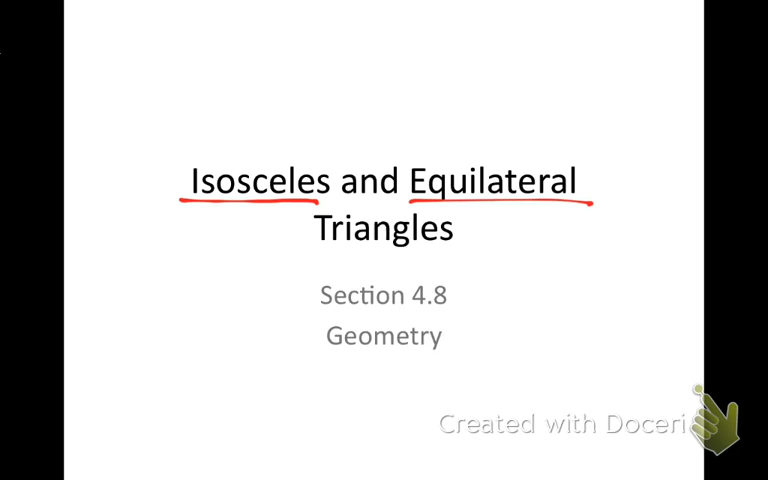 Isosceles and Equilateral
Triangles
Section 4.8
Geometry
Created with Doceri